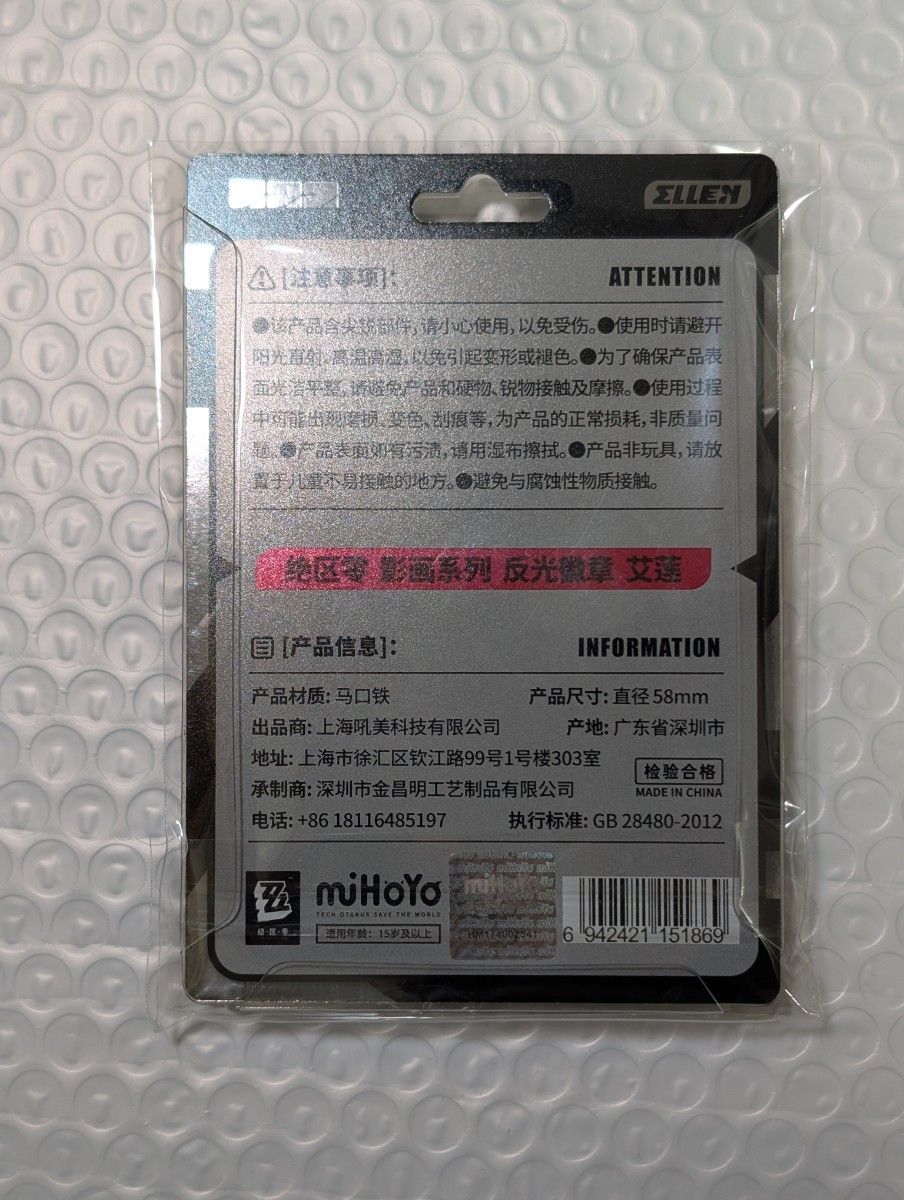 ELLEN
[注意事项]:
ATTENTION
●该产品含尖锐部件,请小心使用,以免受伤。●使用时请避开
阳光直射、高温高湿,以免引起变形或褪色。●为了确保产品表
面光洁平整,请避免产品和硬物、锐物接触及摩擦。●使用过程
中可能出现磨损、变色、刮痕等,为产品的正常损耗,非质量问
题。●产品表面如有污渍,请用湿布擦拭。●产品非玩具,请放
置于儿童不易接触的地方。●避免与腐蚀性物质接触。
绝区零 影画系列 反光徽章 艾莲
[产品信息]:
INFORMATION
产品材质: 马口铁
产品尺寸: 直径 58mm
出品商: 上海吼美科技有限公司
产地: 广东省深圳市
地址: 上海市徐汇区钦江路99号1号楼303室
检验合格
MADE IN CHINA
承制商: 深圳市金昌明工艺制品有限公司
电话: +86 18116485197
执行标准: GB 28480-2012
绝·区·零
miHoYo
TECH OTAKUS SAVE THE WORLD
适用年龄: 15岁及以上
miHoYo
6 942421 151869